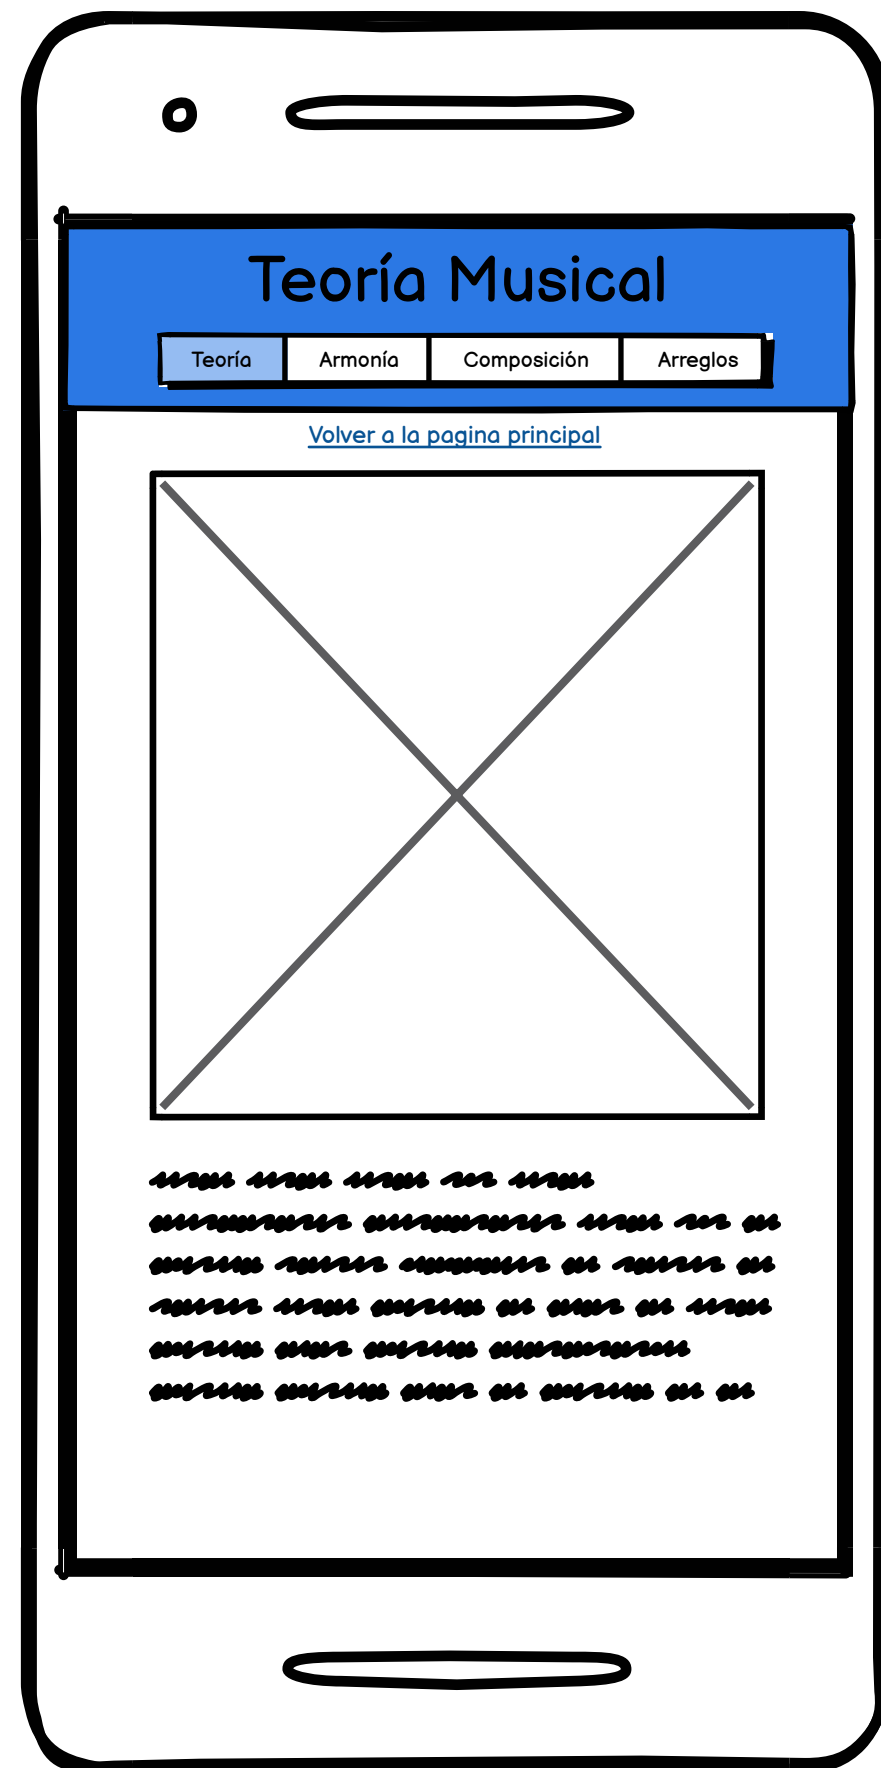 Teoría Musical
Teoría Armonía Composición Arreglos
Volver a la pagina principal